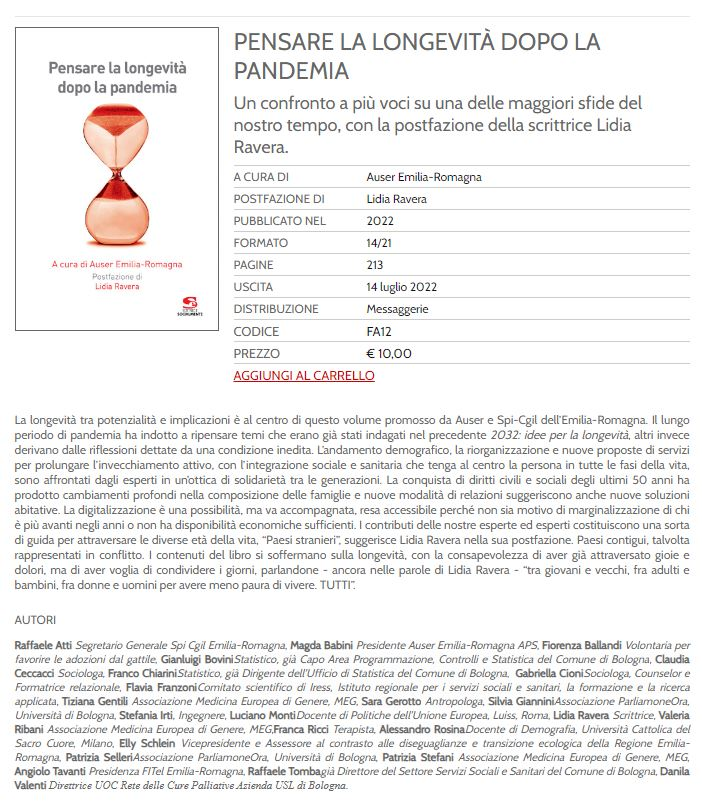 PENSARE LA LONGEVITÀ DOPO LA
PANDEMIA
Un confronto a più voci su una delle maggiori sfide del
nostro tempo, con la postfazione della scrittrice Lidia
Ravera.
Pensare la longevità
dopo la pandemia
A cura di Auser Emilia-Romagna
Postfazione di
Lidia Ravera
SOCIALMENTE
A CURA DI Auser Emilia-Romagna
POSTFAZIONE DI Lidia Ravera
PUBBLICATO NEL 2022
FORMATO 14/21
PAGINE 213
USCITA 14 luglio 2022
DISTRIBUZIONE Messaggerie
CODICE FA12
PREZZO € 10,00
AGGIUNGI AL CARRELLO
La longevità tra potenzialità e implicazioni è al centro di questo volume promosso da Auser e Spi-Cgil dell'Emilia-Romagna. Il lungo
periodo di pandemia ha indotto a ripensare temi che erano già stati indagati nel precedente 2032: idee per la longevità, altri invece
derivano dalle riflessioni dettate da una condizione inedita. L'andamento demografico, la riorganizzazione e nuove proposte di servizi
per prolungare l'invecchiamento attivo, con l'integrazione sociale e sanitaria che tenga al centro la persona in tutte le fasi della vita,
sono affrontati dagli esperti in un'ottica di solidarietà tra le generazioni. La conquista di diritti civili e sociali degli ultimi 50 anni ha
prodotto cambiamenti profondi nella composizione delle famiglie e nuove modalità di relazioni suggeriscono anche nuove soluzioni
abitative. La digitalizzazione è una possibilità, ma va accompagnata, resa accessibile perché non sia motivo di marginalizzazione di chi
è più avanti negli anni o non ha disponibilità economiche sufficienti. I contributi delle nostre esperte ed esperti costituiscono una sorta
di guida per attraversare le diverse età della vita, "Paesi stranieri", suggerisce Lidia Ravera nella sua postfazione. Paesi contigui, talvolta
rappresentati in conflitto. I contenuti del libro si soffermano sulla longevità, con la consapevolezza di aver già attraversato gioie e
dolori, ma di aver voglia di condividere i giorni, parlandone - ancora nelle parole di Lidia Ravera - "tra giovani e vecchi, fra adulti e
bambini, fra donne e uomini per avere meno paura di vivere. TUTTI".
AUTORI
Raffaele Atti Segretario Generale Spi Cgil Emilia-Romagna, Magda Babini Presidente Auser Emilia-Romagna APS, Fiorenza Ballandi Volontaria per
favorire le adozioni dal gattile, Gianluigi BoviniStatistico, già Capo Area Programmazione, Controlli e Statistica del Comune di Bologna, Claudia
Ceccacci Sociologa, Franco ChiariniStatistico, già Dirigente dell'Ufficio di Statistica del Comune di Bologna, Gabriella CioniSociologa, Counselor e
Formatrice relazionale, Flavia FranzoniComitato scientifico di Iress, Istituto regionale per i servizi sociali e sanitari, la formazione e la ricerca
applicata, Tiziana Gentili Associazione Medicina Europea di Genere, MEG, Sara Gerotto Antropologa, Silvia GianniniAssociazione ParliamoneOra,
Università di Bologna, Stefania Irti, Ingegnere, Luciano MontiDocente di Politiche dell'Unione Europea, Luiss, Roma, Lidia Ravera Scrittrice, Valeria
Ribani Associazione Medicina Europea di Genere, MEG,Franca Ricci Terapista, Alessandro RosinaDocente di Demografia, Università Cattolica del
Sacro Cuore, Milano, Elly Schlein Vicepresidente e Assessore al contrasto alle diseguaglianze e transizione ecologica della Regione Emilia-
Romagna, Patrizia SelleriAssociazione ParliamoneOra, Università di Bologna, Patrizia Stefani Associazione Medicina Europea di Genere, MEG,
Angiolo Tavanti Presidenza FITel Emilia-Romagna, Raffaele Tombagià Direttore del Settore Servizi Sociali e Sanitari del Comune di Bologna, Danila
Valenti Direttrice UOC Rete delle Cure Palliative Azienda USL di Bologna.